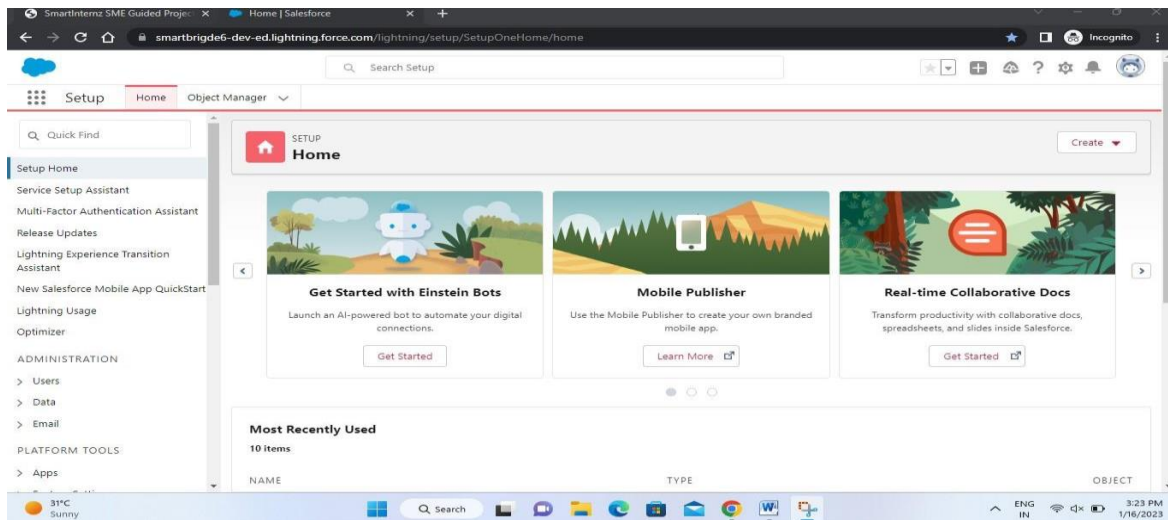 SmartInternz SME Guided Projec
Home | Salesforce
smartbrigde6-dev-ed.lightning.force.com/lightning/setup/SetupOneHome/home
Incognito
Search Setup
Setup
Home
Object Manager
Quick Find
Setup Home
Service Setup Assistant
Multi-Factor Authentication Assistant
Release Updates
Lightning Experience Transition
Assistant
New Salesforce Mobile App QuickStart
Lightning Usage
Optimizer
ADMINISTRATION
Users
Data
Email
PLATFORM TOOLS
Apps
SETUP
Home
Create
Get Started with Einstein Bots
Launch an AI-powered bot to automate your digital
connections.
Get Started
Mobile Publisher
Use the Mobile Publisher to create your own branded
mobile app.
Learn More
Real-time Collaborative Docs
Transform productivity with collaborative docs,
spreadsheets, and slides inside Salesforce.
Get Started
Most Recently Used
10 items
NAME
TYPE
OBJECT
31°C
Sunny
Search
ENG
IN
3:23 PM
1/16/2023